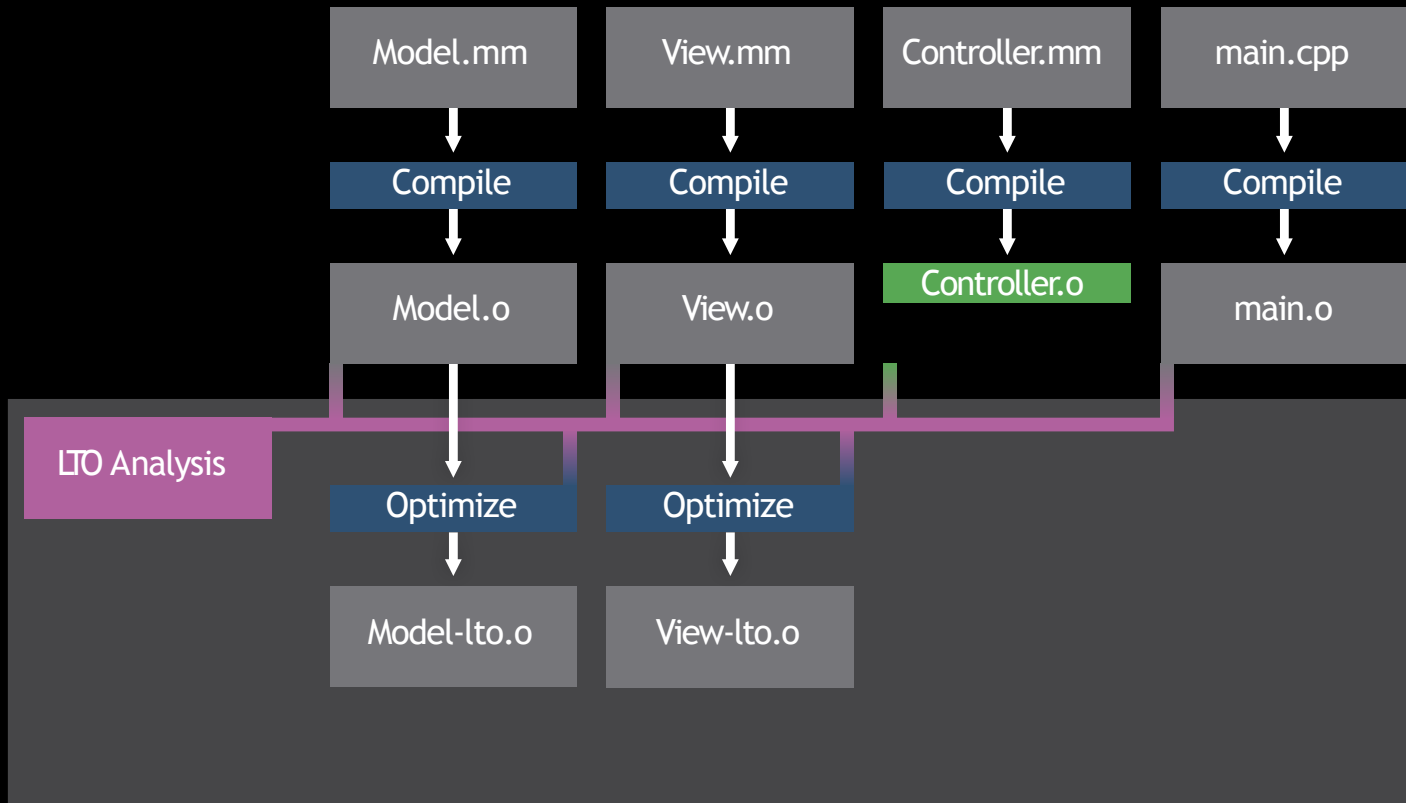 Model.mm
View.mm
Controller.mm
main.cpp
Compile
Compile
Compile
Compile
Model.o
View.o
Controller.o
main.o
LTO Analysis
Optimize
Optimize
Model-lto.o
View-lto.o